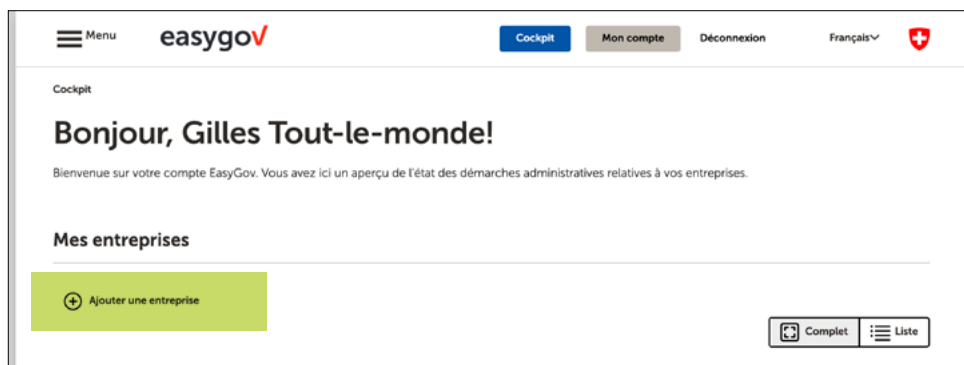 Menu
easygov
Cockpit
Mon compte
Déconnexion
Français
Cockpit
Bonjour, Gilles Tout-le-monde!
Bienvenue sur votre compte EasyGov. Vous avez ici un aperçu de l'état des démarches administratives relatives à vos entreprises.
Mes entreprises
Ajouter une entreprise
Complet
Liste